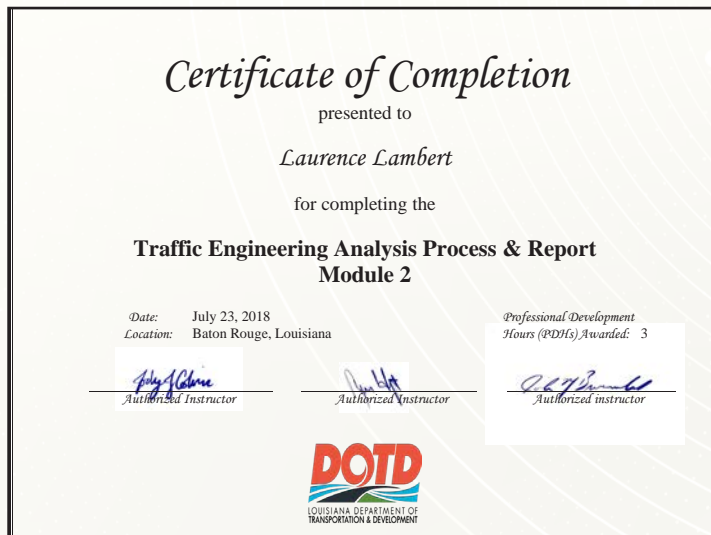 Certificate of Completion
presented to
Laurence Lambert
for completing the
Traffic Engineering Analysis Process & Report
Module 2
Date: July 23, 2018
Location: Baton Rouge, Louisiana
Professional Development
Hours (PDHs) Awarded: 3
Authorized Instructor
Authorized Instructor
Authorized instructor
DOTD
LOUISIANA DEPARTMENT OF
TRANSPORTATION & DEVELOPMENT